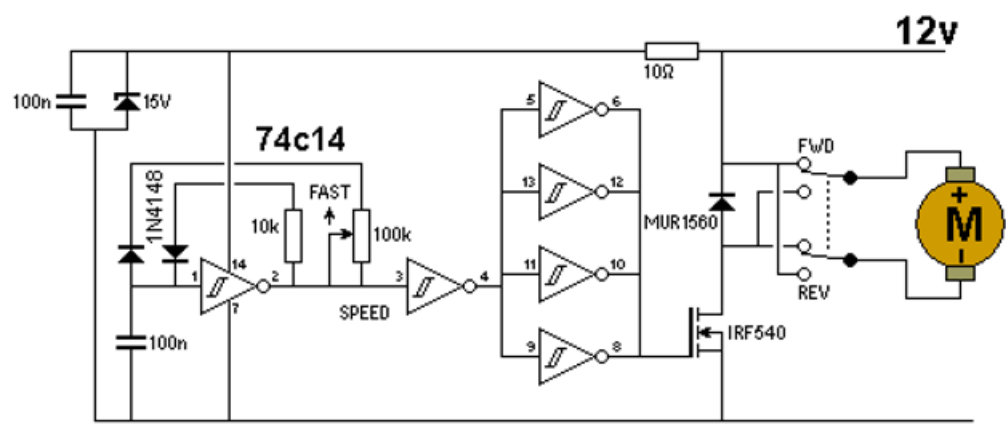 12v
10Ω
100n
15V
74c14
5
6
FWD
1N4148
FAST
13
12
10k
100k
MUR1560
+
M
-
14
1
2
3
4
11
10
7
SPEED
REV
100n
9
8
IRF540